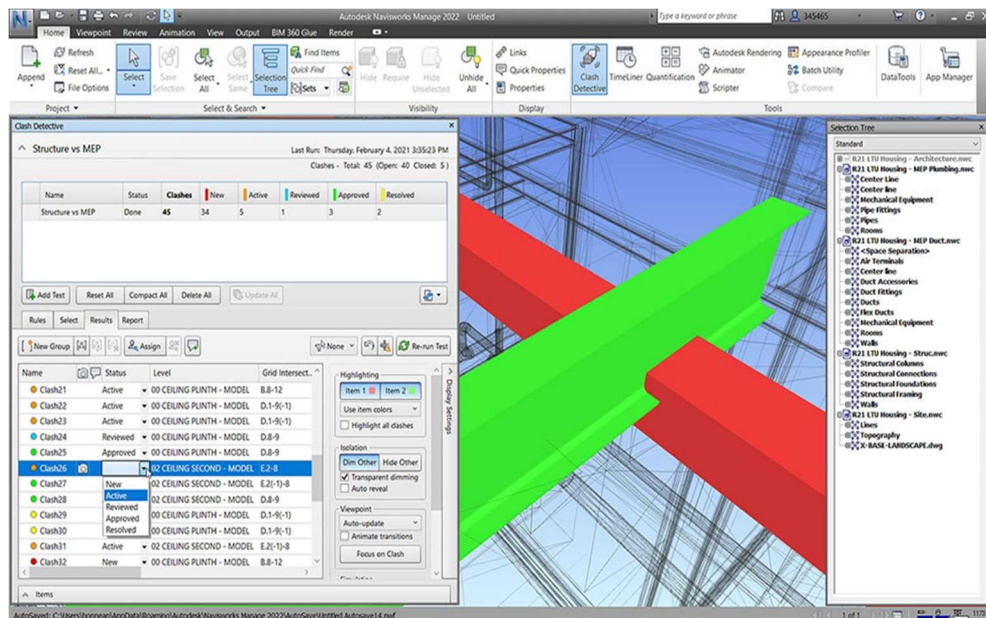 Autodesk Navisworks Manage 2022 Untitled
Type a keyword or phrase
345465
Home Viewpoint Review Animation View Output BIM 360 Glue Render
Append
Refresh
Reset All...
File Options
Project
Select
Save Selection
Select All
Select Same
Selection Tree
Find Items
Quick Find
Sets
Select & Search
Hide
Require
Hide Unselected
Unhide All
Visibility
Links
Quick Properties
Properties
Display
Clash Detective
TimeLiner
Quantification
Autodesk Rendering
Animator
Scripter
Appearance Profiler
Batch Utility
Compare
DataTools
App Manager
Tools
Clash Detective
Structure vs MEP
Last Run: Thursday, February 4, 2021 3:35:23 PM
Clashes - Total: 45 (Open: 40 Closed: 5)
Name Status Clashes New Active Reviewed Approved Resolved
Structure vs MEP Done 45 34 5 1 3 2
Add Test Reset All Compact All Delete All Update All
Rules Select Results Report
New Group Assign None Re-run Test
Name Status Level Grid Intersect...
Clash21 Active 00 CEILING PLINTH - MODEL B.8-12
Clash22 Active 00 CEILING PLINTH - MODEL D.1-9(-1)
Clash23 Active 00 CEILING PLINTH - MODEL D.1-9(-1)
Clash24 Reviewed 00 CEILING PLINTH - MODEL D.8-9
Clash25 Approved 00 CEILING PLINTH - MODEL D.8-9
Clash26 02 CEILING SECOND - MODEL E.2-8
Clash27 02 CEILING SECOND - MODEL E.2(-1)-8
Clash28 02 CEILING SECOND - MODEL D.8-9
Clash29 00 CEILING PLINTH - MODEL D.1-9(-1)
Clash30 00 CEILING PLINTH - MODEL D.1-9(-1)
Clash31 Active 02 CEILING SECOND - MODEL E.2(-1)-8
Clash32 New 00 CEILING PLINTH - MODEL B.8-12
New
Active
Reviewed
Approved
Resolved
Highlighting
Item 1 Item 2
Use item colors
Highlight all clashes
Isolation
Dim Other Hide Other
Transparent dimming
Auto reveal
Viewpoint
Auto-update
Animate transitions
Focus on Clash
Display Settings
Items
Selection Tree
Standard
R21 LTU Housing - Architecture.nwc
R21 LTU Housing - MEP Plumbing.nwc
Center Line
Center line
Mechanical Equipment
Pipe Fittings
Pipes
Rooms
R21 LTU Housing - MEP Duct.nwc
<Space Separation>
Air Terminals
Center line
Duct Accessories
Duct Fittings
Ducts
Flex Ducts
Mechanical Equipment
Rooms
Walls
R21 LTU Housing - Struc.nwc
Structural Columns
Structural Connections
Structural Foundations
Structural Framing
Walls
R21 LTU Housing - Site.nwc
Lines
Topography
X-BASE-LANDSCAPE.dwg
1 of 1